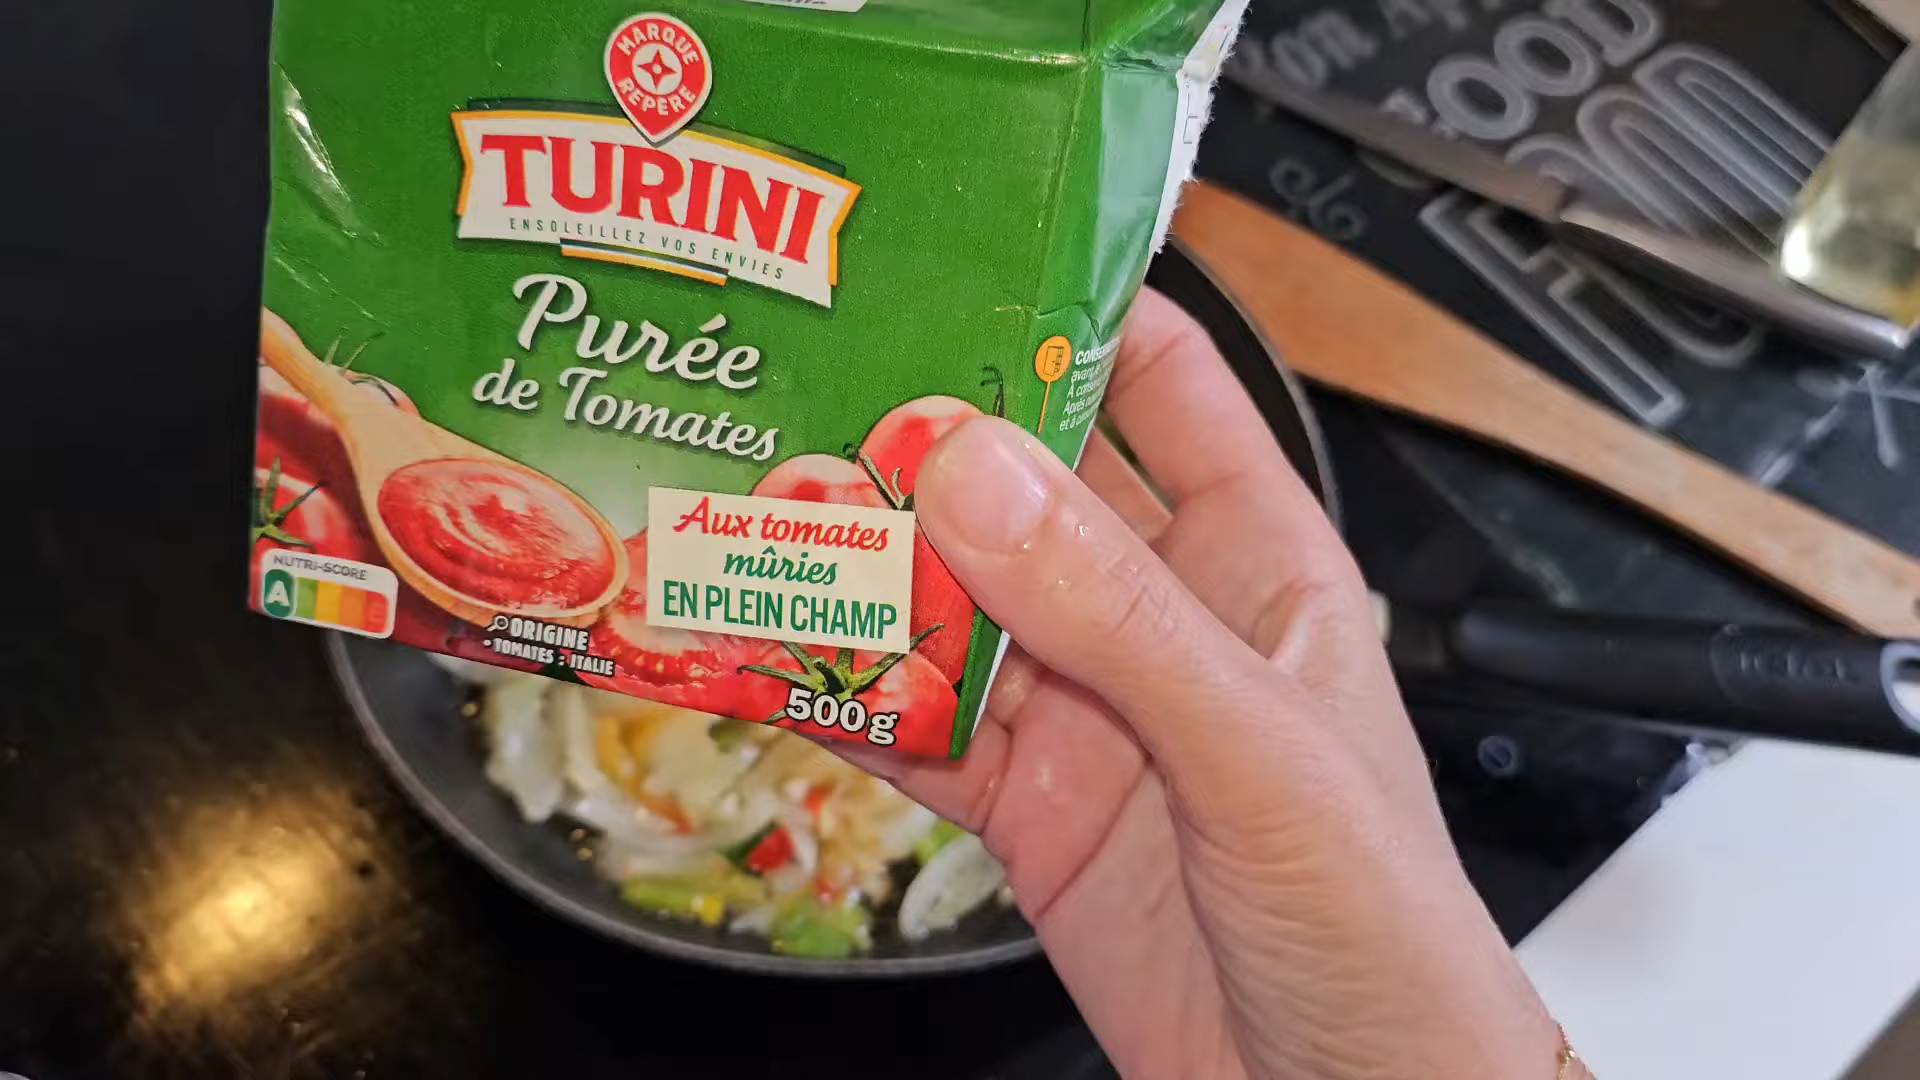 MARQUE
REPÈRE
TURINI
ENSOLEILLEZ VOS ENVIES
Purée
de Tomates
Aux tomates
mûries
EN PLEIN CHAMP
NUTRI-SCORE
A
ORIGINE
• TOMATES : ITALIE
500g
FOOD